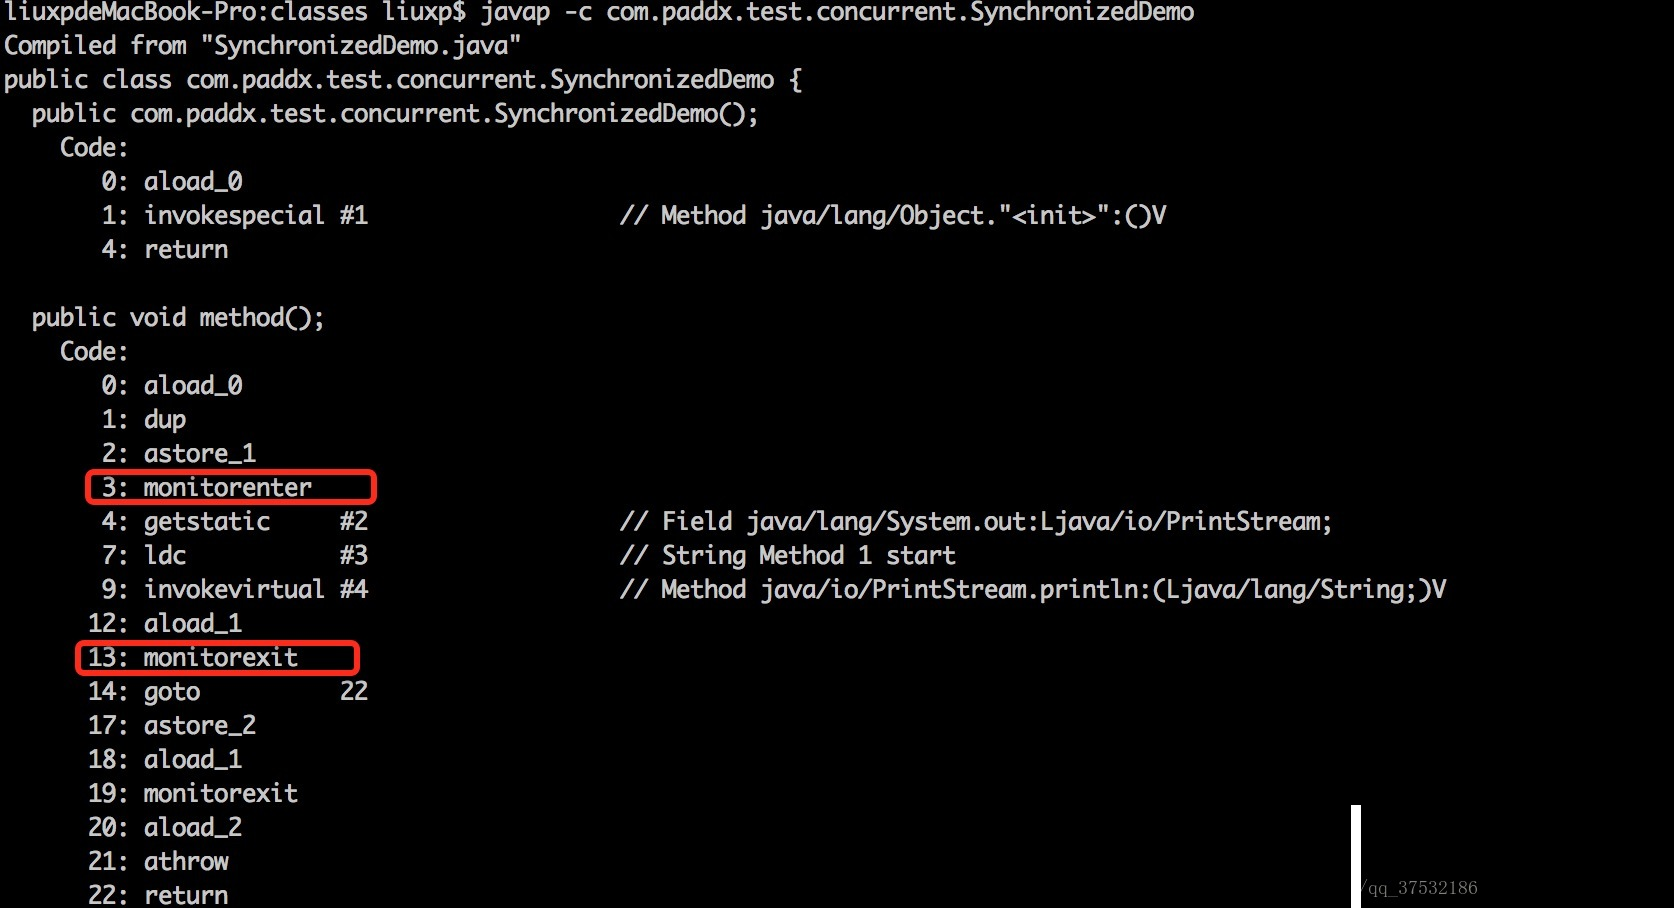 liuxpdeMacBook-Pro:classes liuxp$ javap -c com.paddx.test.concurrent.SynchronizedDemo
Compiled from "SynchronizedDemo.java"
public class com.paddx.test.concurrent.SynchronizedDemo {
  public com.paddx.test.concurrent.SynchronizedDemo();
    Code:
       0: aload_0
       1: invokespecial #1                  // Method java/lang/Object."<init>":()V
       4: return

  public void method();
    Code:
       0: aload_0
       1: dup
       2: astore_1
       3: monitorenter
       4: getstatic     #2                  // Field java/lang/System.out:Ljava/io/PrintStream;
       7: ldc           #3                  // String Method 1 start
       9: invokevirtual #4                  // Method java/io/PrintStream.println:(Ljava/lang/String;)V
      12: aload_1
      13: monitorexit
      14: goto          22
      17: astore_2
      18: aload_1
      19: monitorexit
      20: aload_2
      21: athrow
      22: return
/qq_37532186